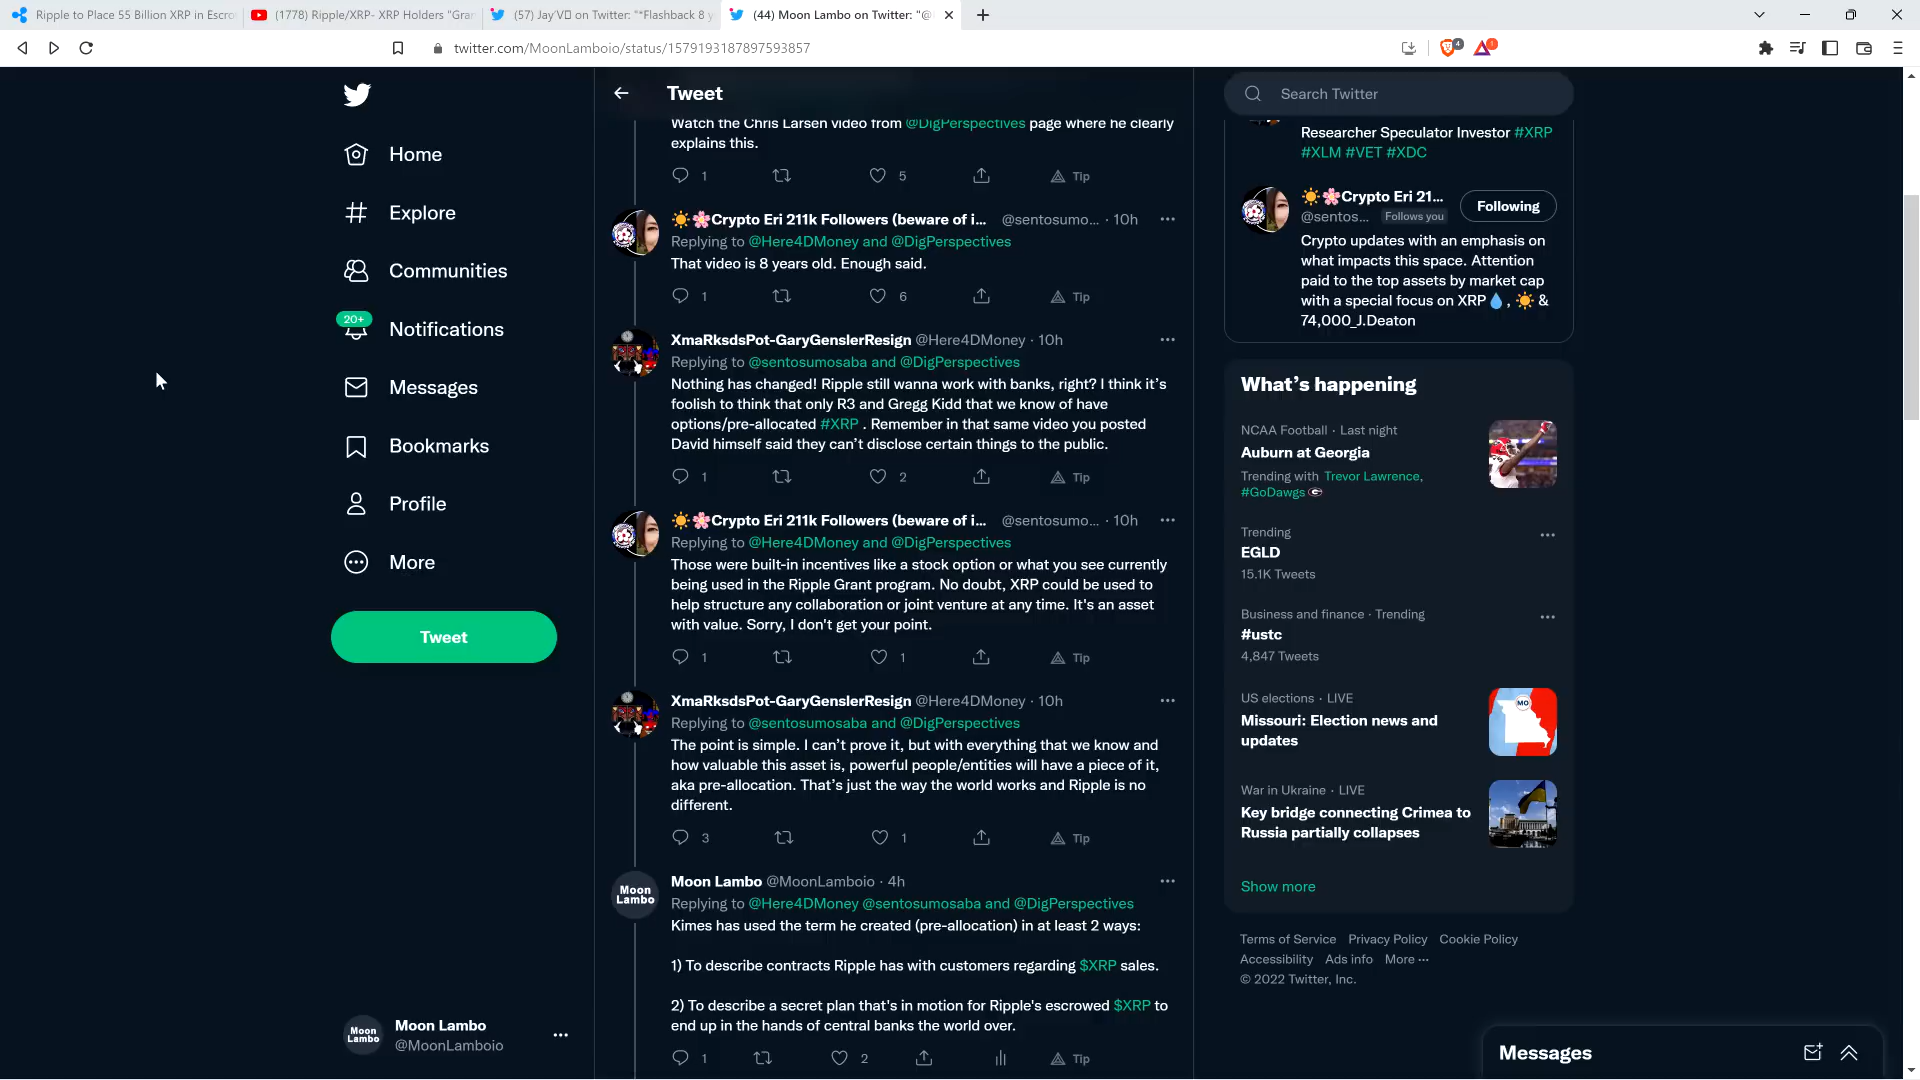 Ripple to Place 55 Billion XRP in Escro
(1778) Ripple/XRP- XRP Holders "Gran
(57) Jay'V on Twitter: "*Flashback 8 y
(44) Moon Lambo on Twitter: "@
twitter.com/MoonLamboio/status/1579193187897593857
4
1
Home
Explore
Communities
20+
Notifications
Messages
Bookmarks
Profile
More
Tweet
Moon Lambo
Moon Lambo
@MoonLamboio
Tweet
Watch the Chris Larsen video from @DigPerspectives page where he clearly
explains this.
1 5 Tip
☀️🌸Crypto Eri 211k Followers (beware of i... @sentosumo... · 10h
Replying to @Here4DMoney and @DigPerspectives
That video is 8 years old. Enough said.
1 6 Tip
XmaRksdsPot-GaryGenslerResign @Here4DMoney · 10h
Replying to @sentosumosaba and @DigPerspectives
Nothing has changed! Ripple still wanna work with banks, right? I think it's
foolish to think that only R3 and Gregg Kidd that we know of have
options/pre-allocated #XRP . Remember in that same video you posted
David himself said they can't disclose certain things to the public.
1 2 Tip
☀️🌸Crypto Eri 211k Followers (beware of i... @sentosumo... · 10h
Replying to @Here4DMoney and @DigPerspectives
Those were built-in incentives like a stock option or what you see currently
being used in the Ripple Grant program. No doubt, XRP could be used to
help structure any collaboration or joint venture at any time. It's an asset
with value. Sorry, I don't get your point.
1 1 Tip
XmaRksdsPot-GaryGenslerResign @Here4DMoney · 10h
Replying to @sentosumosaba and @DigPerspectives
The point is simple. I can't prove it, but with everything that we know and
how valuable this asset is, powerful people/entities will have a piece of it,
aka pre-allocation. That's just the way the world works and Ripple is no
different.
3 1 Tip
Moon Lambo
Moon Lambo @MoonLamboio · 4h
Replying to @Here4DMoney @sentosumosaba and @DigPerspectives
Kimes has used the term he created (pre-allocation) in at least 2 ways:
1) To describe contracts Ripple has with customers regarding $XRP sales.
2) To describe a secret plan that's in motion for Ripple's escrowed $XRP to
end up in the hands of central banks the world over.
1 2 Tip
Search Twitter
Researcher Speculator Investor #XRP
#XLM #VET #XDC
☀️🌸Crypto Eri 21...
@sentos... Follows you
Following
Crypto updates with an emphasis on
what impacts this space. Attention
paid to the top assets by market cap
with a special focus on XRP💧, ☀️ &
74,000_J.Deaton
What's happening
NCAA Football · Last night
Auburn at Georgia
Trending with Trevor Lawrence,
#GoDawgs
Trending
EGLD
15.1K Tweets
Business and finance · Trending
#ustc
4,847 Tweets
US elections · LIVE
Missouri: Election news and
updates
MO
War in Ukraine · LIVE
Key bridge connecting Crimea to
Russia partially collapses
Show more
Terms of Service Privacy Policy Cookie Policy
Accessibility Ads info More ···
© 2022 Twitter, Inc.
Messages